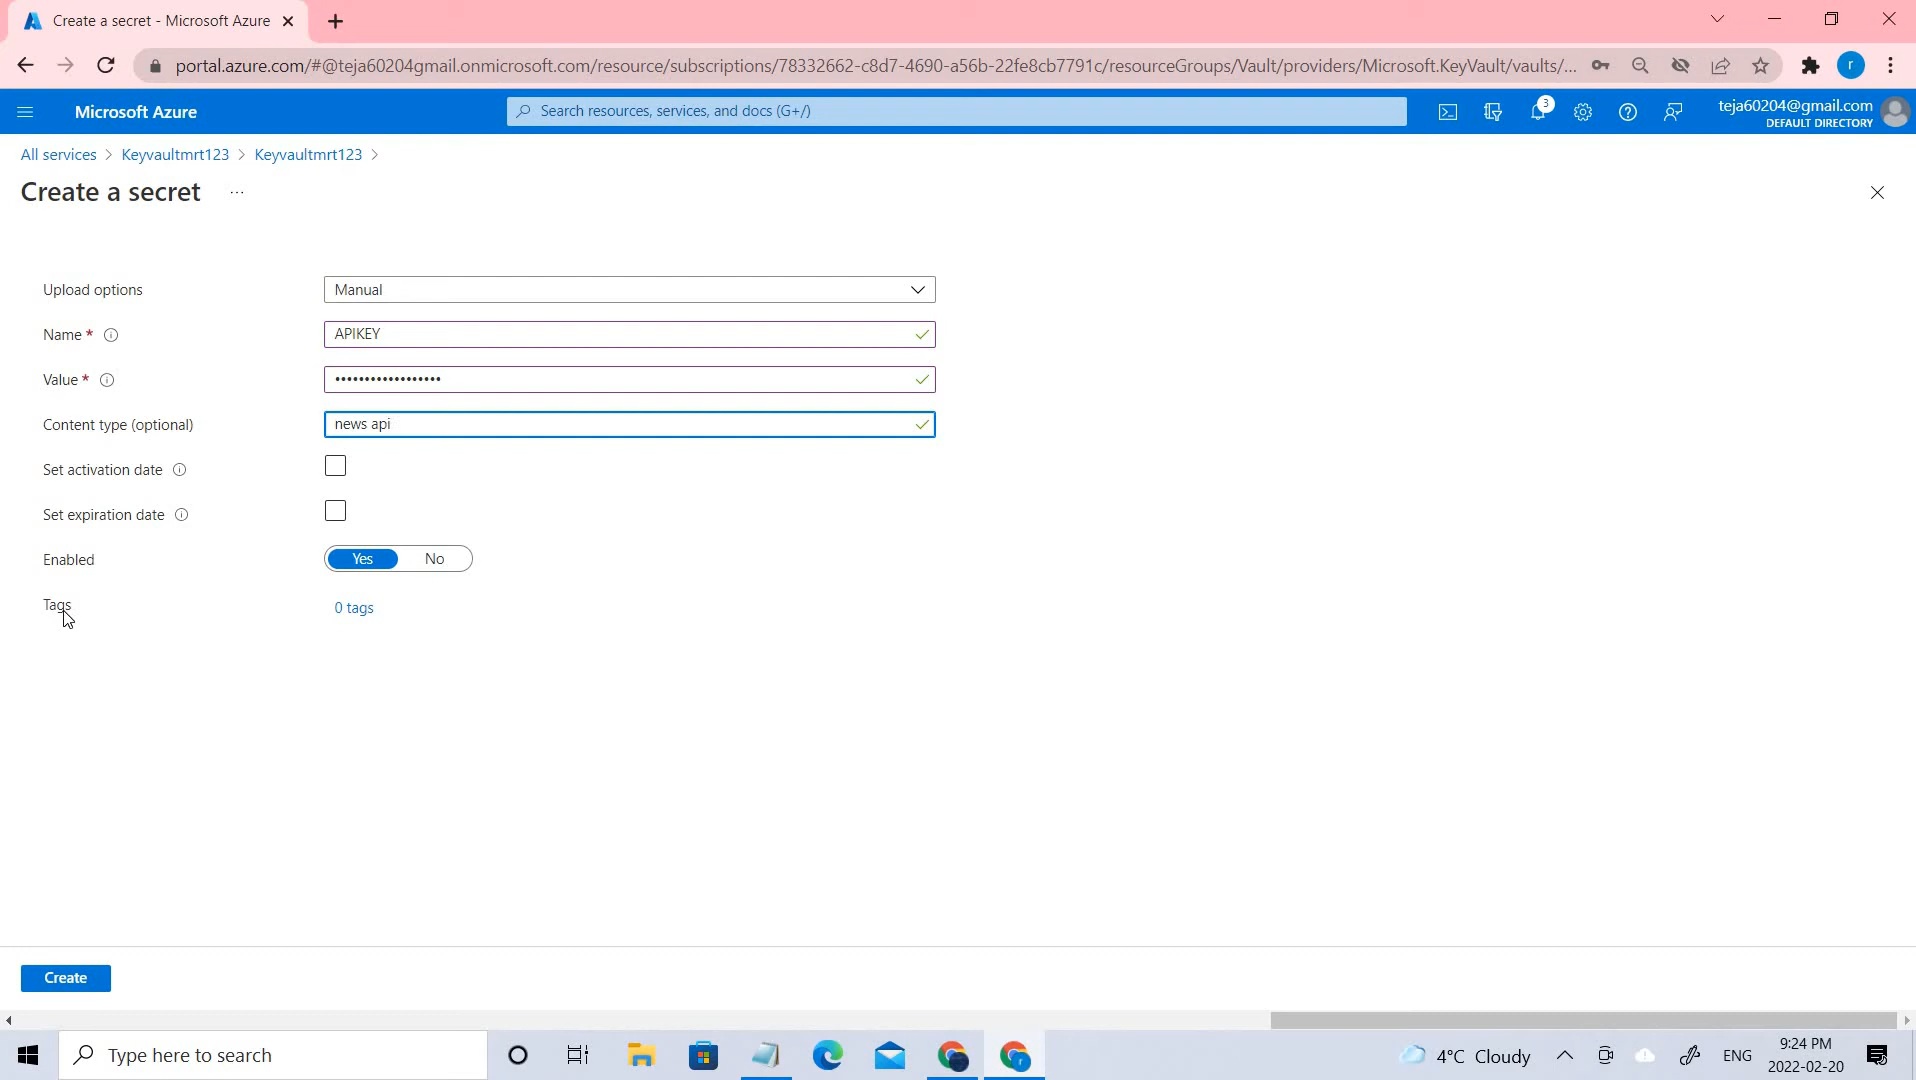 Create a secret - Microsoft Azure
portal.azure.com/#@teja60204gmail.onmicrosoft.com/resource/subscriptions/78332662-c8d7-4690-a56b-22fe8cb7791c/resourceGroups/Vault/providers/Microsoft.KeyVault/vaults/...
r
Microsoft Azure
Search resources, services, and docs (G+/)
3
teja60204@gmail.com
DEFAULT DIRECTORY
All services > Keyvaultmrt123 > Keyvaultmrt123 >
Create a secret ...
Upload options
Manual
Name *
APIKEY
Value *
••••••••••••••••••
Content type (optional)
news api
Set activation date
Set expiration date
Enabled
Yes No
Tags
0 tags
Create
Type here to search
r
4°C Cloudy
ENG
9:24 PM
2022-02-20